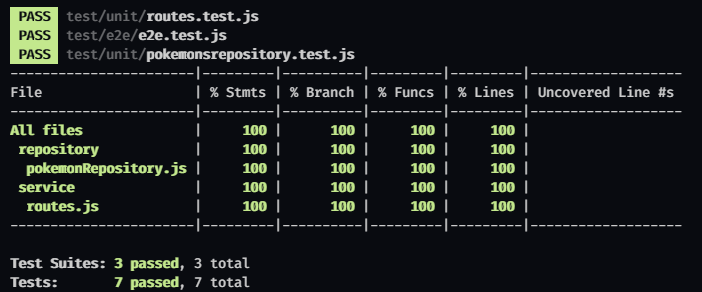 PASS test/unit/routes.test.js
PASS test/e2e/e2e.test.js
PASS test/unit/pokemonsrepository.test.js
-----------------------|---------|----------|---------|---------|-------------------
File                   | % Stmts | % Branch | % Funcs | % Lines | Uncovered Line #s
-----------------------|---------|----------|---------|---------|-------------------
All files              |     100 |      100 |     100 |     100 |
 repository            |     100 |      100 |     100 |     100 |
  pokemonRepository.js |     100 |      100 |     100 |     100 |
 service               |     100 |      100 |     100 |     100 |
  routes.js            |     100 |      100 |     100 |     100 |
-----------------------|---------|----------|---------|---------|-------------------
Test Suites: 3 passed, 3 total
Tests:       7 passed, 7 total